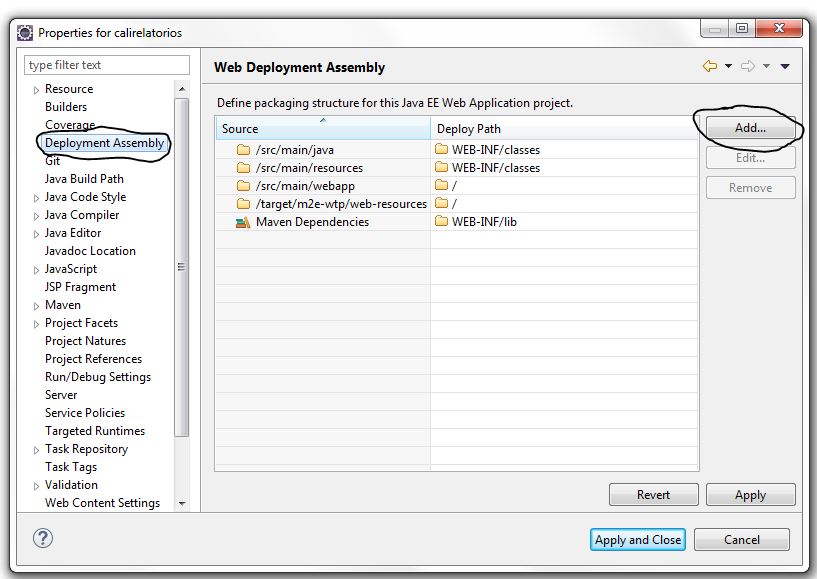 Properties for calirelatorios
type filter text
Resource
Builders
Coverage
Deployment Assembly
Git
Java Build Path
Java Code Style
Java Compiler
Java Editor
Javadoc Location
JavaScript
JSP Fragment
Maven
Project Facets
Project Natures
Project References
Run/Debug Settings
Server
Service Policies
Targeted Runtimes
Task Repository
Task Tags
Validation
Web Content Settings
Web Deployment Assembly
Define packaging structure for this Java EE Web Application project.
Source Deploy Path
/src/main/java WEB-INF/classes
/src/main/resources WEB-INF/classes
/src/main/webapp /
/target/m2e-wtp/web-resources /
Maven Dependencies WEB-INF/lib
Add...
Edit...
Remove
Revert Apply
? Apply and Close Cancel